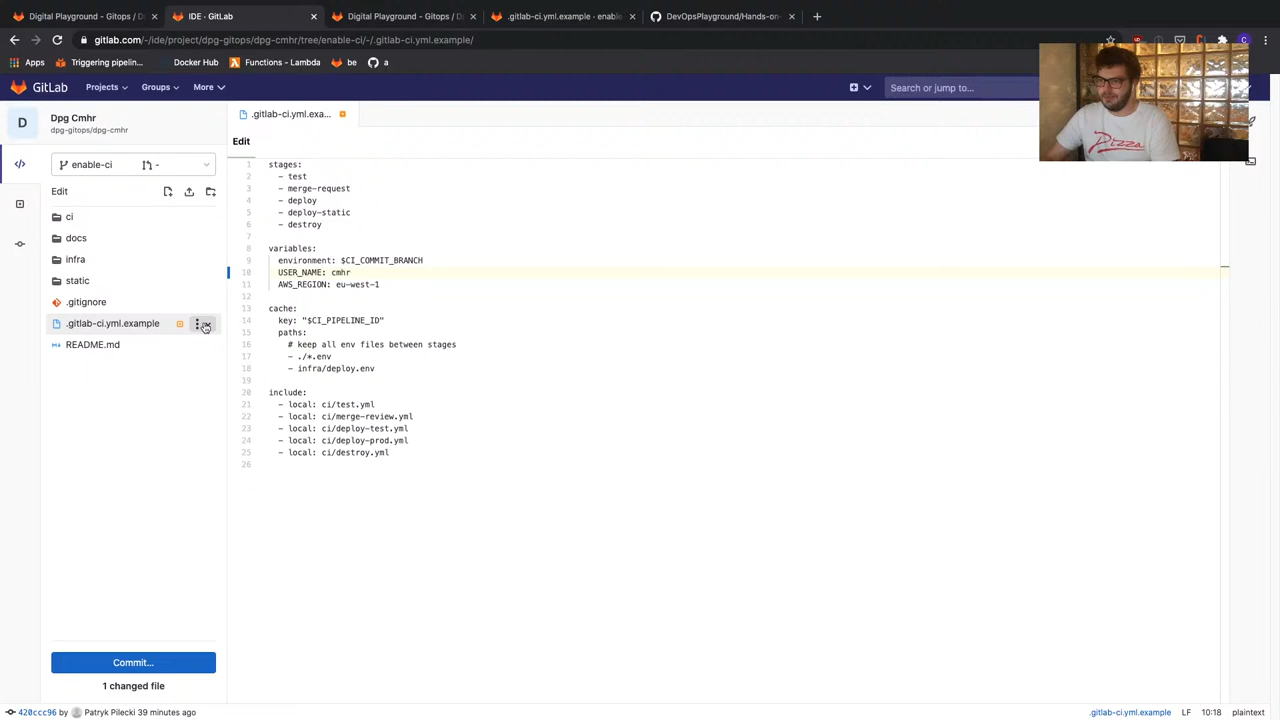 Digital Playground - Gitops / D
IDE · GitLab
Digital Playground - Gitops / D
.gitlab-ci.yml.example · enable
DevOpsPlayground/Hands-on-
gitlab.com/-/ide/project/dpg-gitops/dpg-cmhr/tree/enable-ci/-/.gitlab-ci.yml.example/
Apps
Triggering pipelin...
Docker Hub
Functions - Lambda
be
a
GitLab
Projects
Groups
More
Search or jump to...
D
Dpg Cmhr
dpg-gitops/dpg-cmhr
enable-ci
-
Edit
ci
docs
infra
static
.gitignore
.gitlab-ci.yml.example
README.md
Commit...
1 changed file
.gitlab-ci.yml.exa...
Edit
1 stages:
2 - test
3 - merge-request
4 - deploy
5 - deploy-static
6 - destroy
7
8 variables:
9 environment: $CI_COMMIT_BRANCH
10 USER_NAME: cmhr
11 AWS_REGION: eu-west-1
12
13 cache:
14 key: "$CI_PIPELINE_ID"
15 paths:
16 # keep all env files between stages
17 - ./*.env
18 - infra/deploy.env
19
20 include:
21 - local: ci/test.yml
22 - local: ci/merge-review.yml
23 - local: ci/deploy-test.yml
24 - local: ci/deploy-prod.yml
25 - local: ci/destroy.yml
26
Pizza
420ccc96 by Patryk Pilecki 39 minutes ago
.gitlab-ci.yml.example
LF
10:18
plaintext